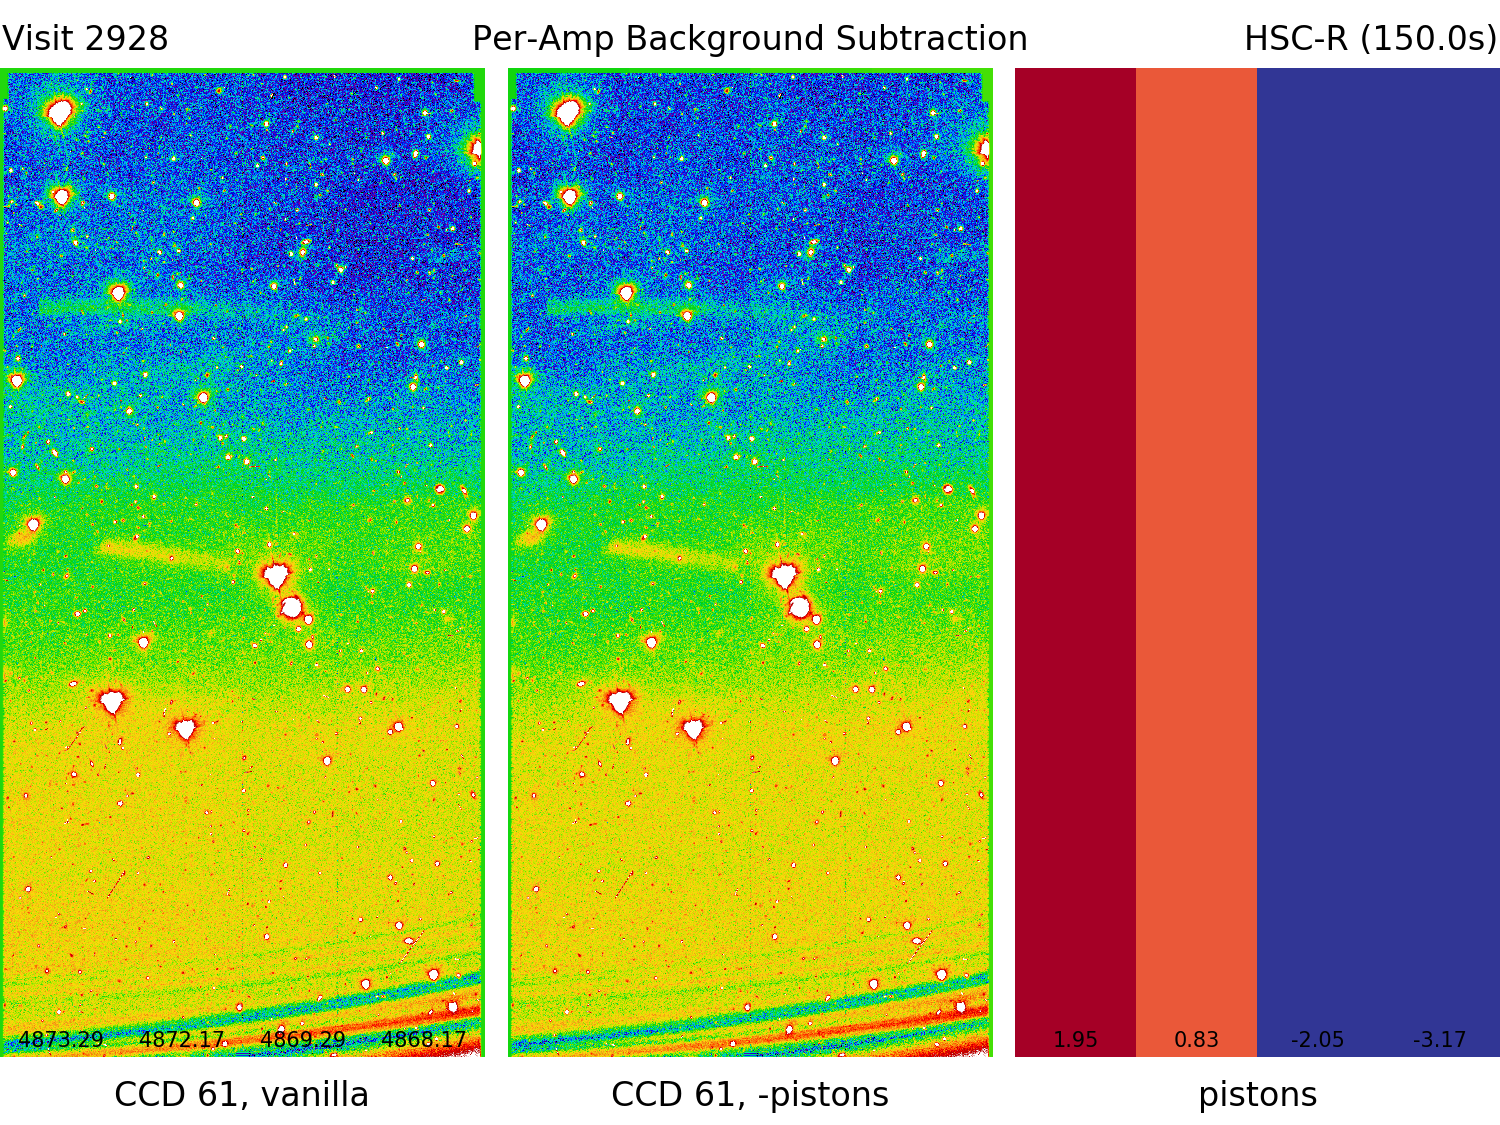 Visit 2928 Per-Amp Background Subtraction HSC-R (150.0s)
4873.29 4872.17 4869.29 4868.17 1.95 0.83 -2.05 -3.17
CCD 61, vanilla CCD 61, -pistons pistons